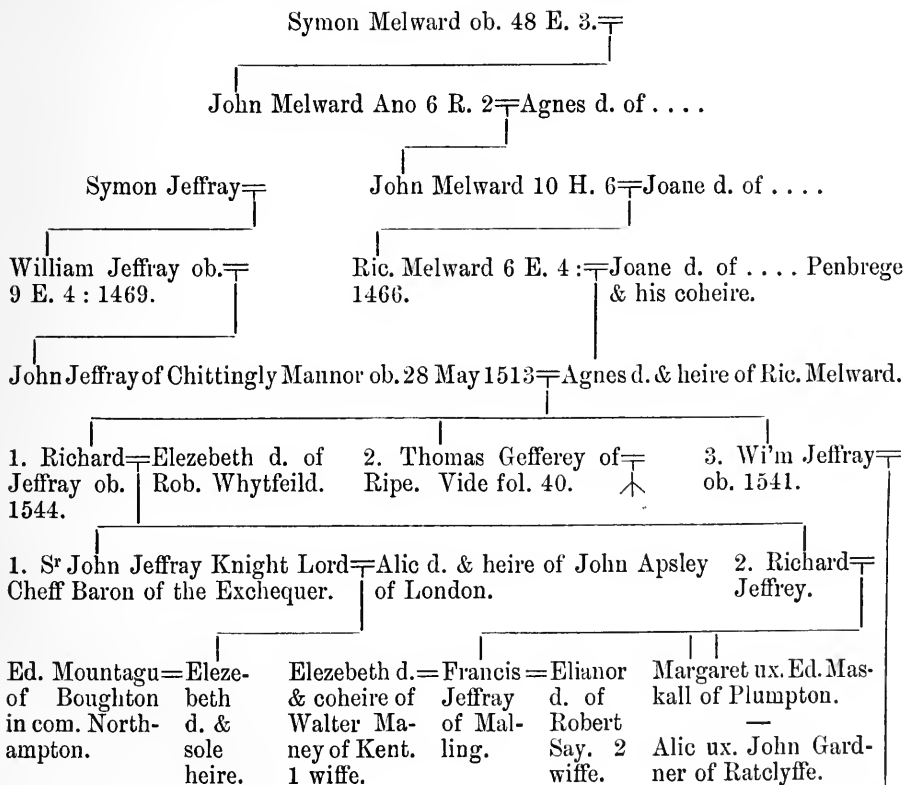 Symon Melward ob. 48 E. 3.
John Melward Ano 6 R. 2=Agnes d. of . . . .
Symon Jeffray=
John Melward 10 H. 6=Joane d. of . . . .
William Jeffray ob.=
9 E. 4 : 1469.
Ric. Melward 6 E. 4 :=Joane d. of . . . . Penbrege
1466.
& his coheire.
John Jeffray of Chittingly Mannor ob. 28 May 1513=Agnes d. & heire of Ric. Melward.
1. Richard=Elezebeth d. of
Jeffray ob.
Rob. Whytfeild.
1544.
2. Thomas Gefferey of=
Ripe. Vide fol. 40.
3. Wi'm Jeffray=
ob. 1541.
1. Sr John Jeffray Knight Lord=Alic d. & heire of John Apsley
Cheff Baron of the Exchequer.
of London.
2. Richard=
Jeffrey.
Ed. Mountagu=Eleze-
of Boughton
beth
in com. North-
d. &
ampton.
sole
heire.
Elezebeth d.=Francis=Elianor
& coheire of
Jeffray
d. of
Walter Ma-
of Mal-
Robert
ney of Kent.
ling.
Say. 2
1 wiffe.
wiffe.
Margaret ux. Ed. Mas-
kall of Plumpton.
—
Alic ux. John Gard-
ner of Ratclyffe.